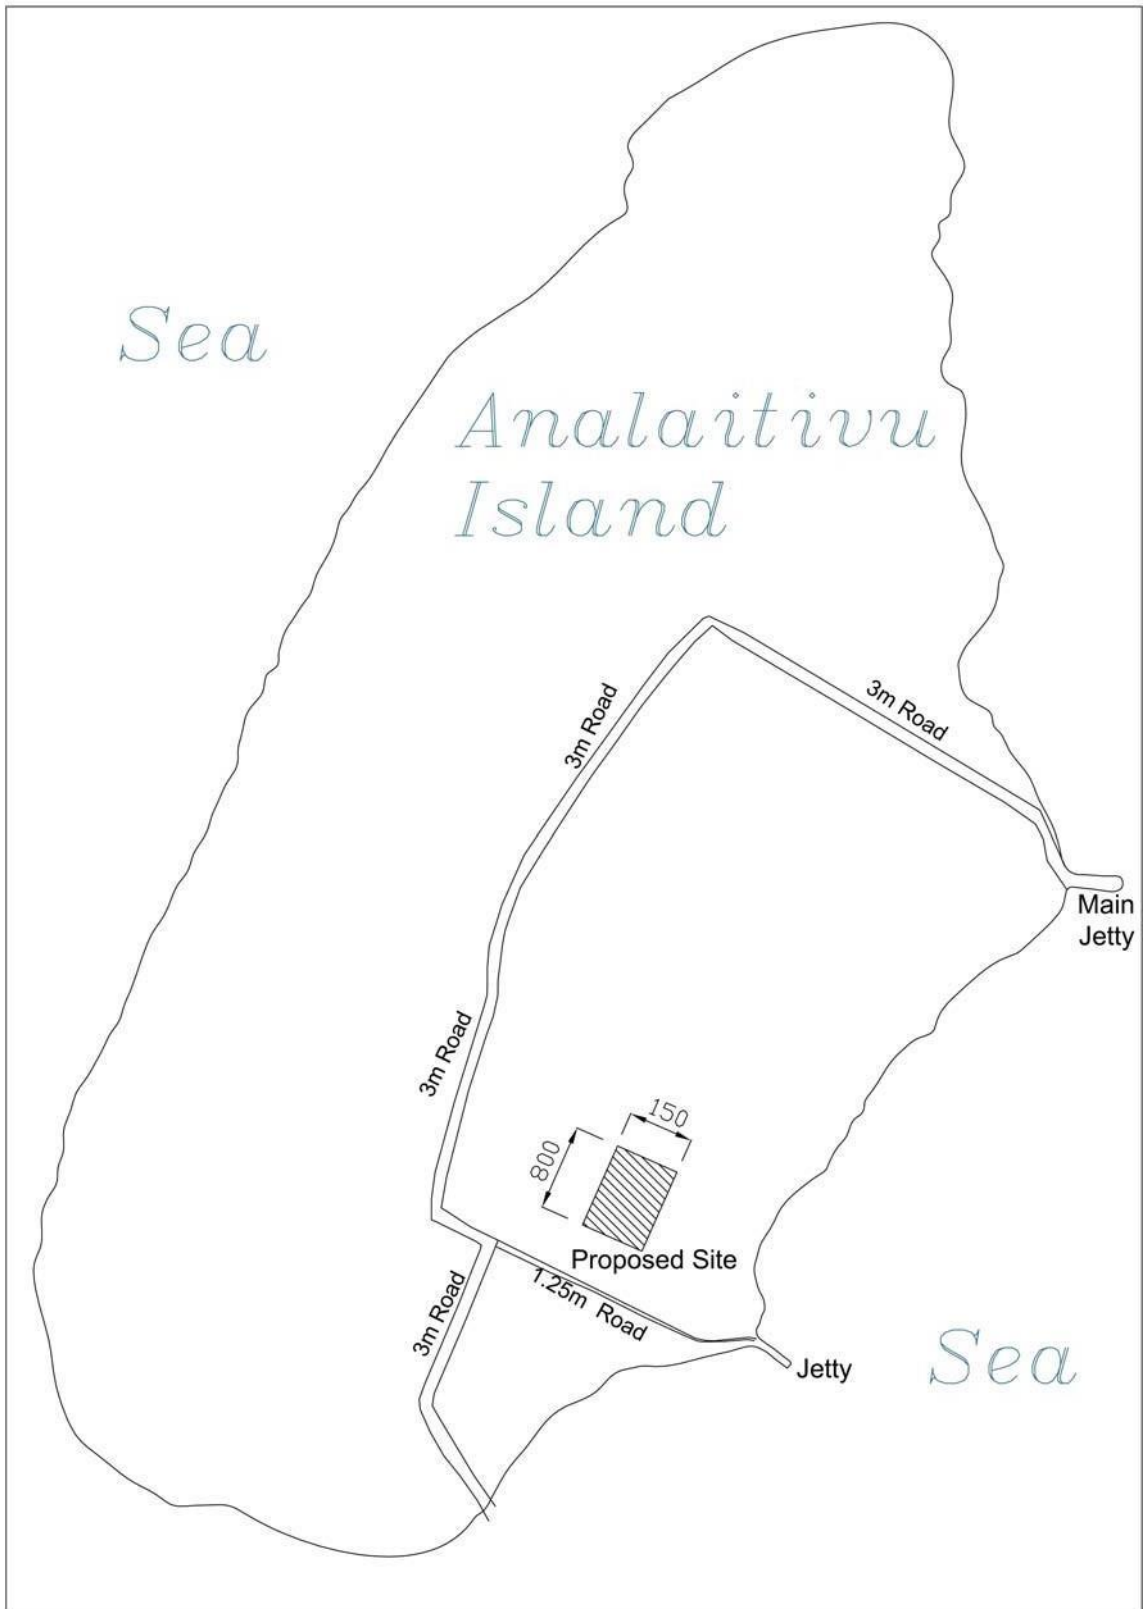 Sea
Analaitivu
Island
3m Road
3m Road
Main
Jetty
3m Road
150
800
Proposed Site
1.25m Road
3m Road
Jetty
Sea